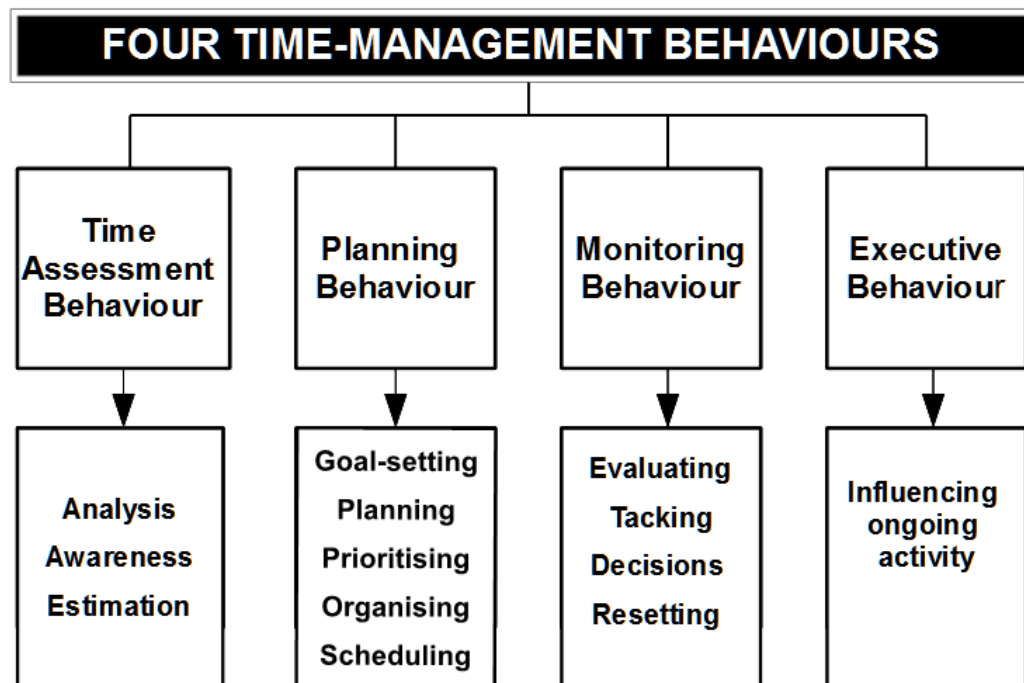 FOUR TIME-MANAGEMENT BEHAVIOURS
Time
Assessment
Behaviour
Planning
Behaviour
Monitoring
Behaviour
Executive
Behaviour
Analysis
Awareness
Estimation
Goal-setting
Planning
Prioritising
Organising
Scheduling
Evaluating
Tacking
Decisions
Resetting
Influencing
ongoing
activity